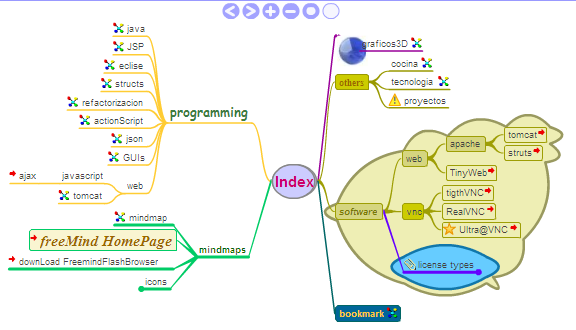 java
JSP
eclise
structs
refactorizacion
actionScript
json
GUIs
programming
ajax
javascript
web
tomcat
mindmap
freeMind HomePage
downLoad FreemindFlashBrowser
icons
mindmaps
Index
graficos3D
others
cocina
tecnologia
proyectos
software
web
apache
tomcat
struts
TinyWeb
vnc
tigthVNC
RealVNC
Ultra@VNC
license types
bookmark